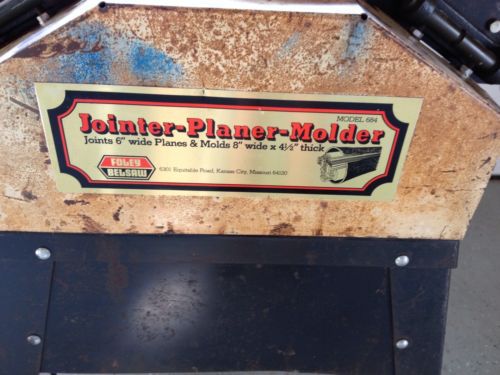 MODEL 684
Jointer-Planer-Molder
Joints 6" wide Planes & Molds 8" wide x 4½" thick
FOLEY
BELSAW
6301 Equitable Road, Kansas City, Missouri 64120